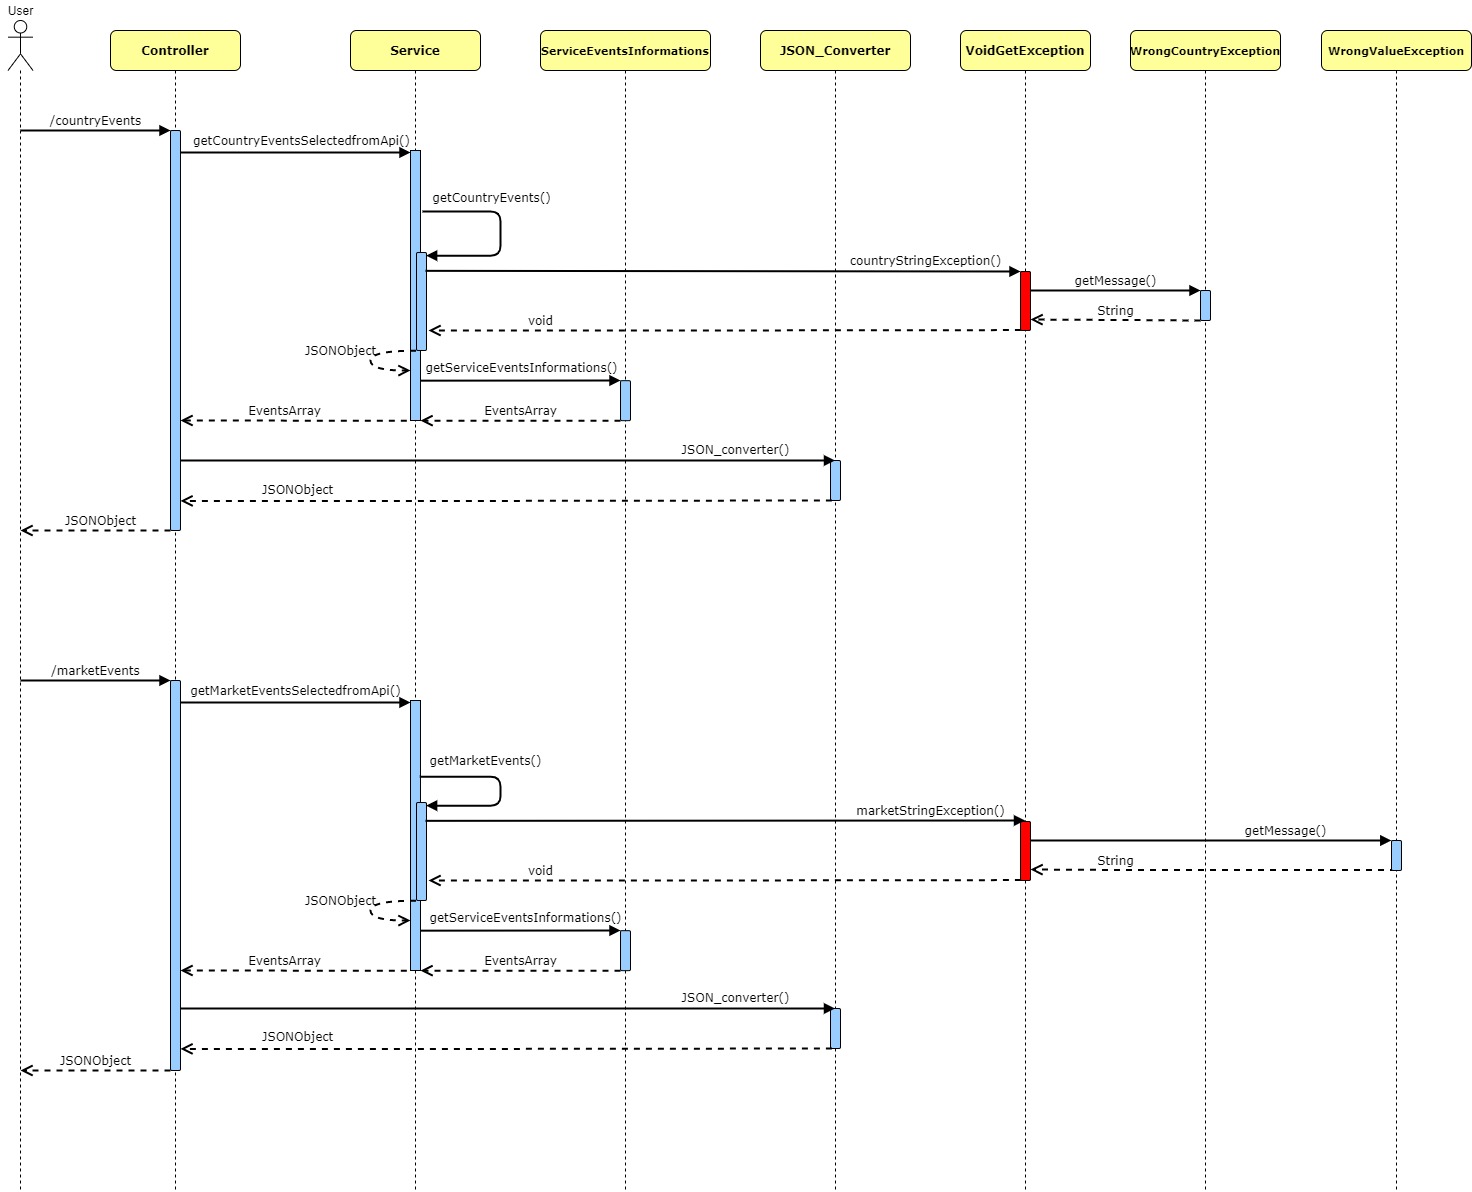 User
Controller
Service
ServiceEventsInformations
JSON_Converter
VoidGetException
WrongCountryException
WrongValueException
/countryEvents
getCountryEventsSelectedfromApi()
getCountryEvents()
countryStringException()
getMessage()
String
void
JSONObject
getServiceEventsInformations()
EventsArray
EventsArray
JSON_converter()
JSONObject
JSONObject
/marketEvents
getMarketEventsSelectedfromApi()
getMarketEvents()
marketStringException()
getMessage()
String
void
JSONObject
getServiceEventsInformations()
EventsArray
EventsArray
JSON_converter()
JSONObject
JSONObject